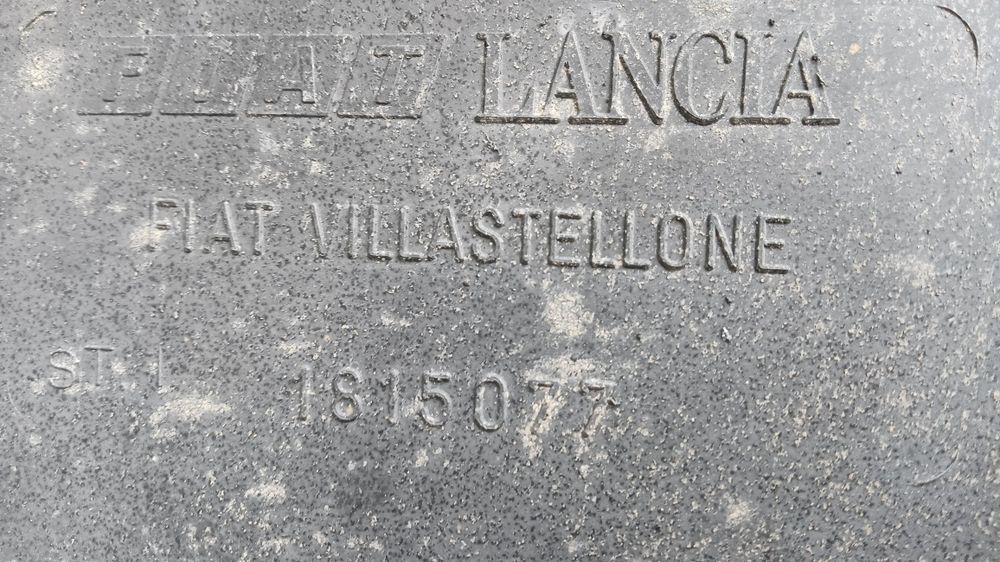 FIAT LANCIA
FIAT VILLASTELLONE
ST. 1 1815077